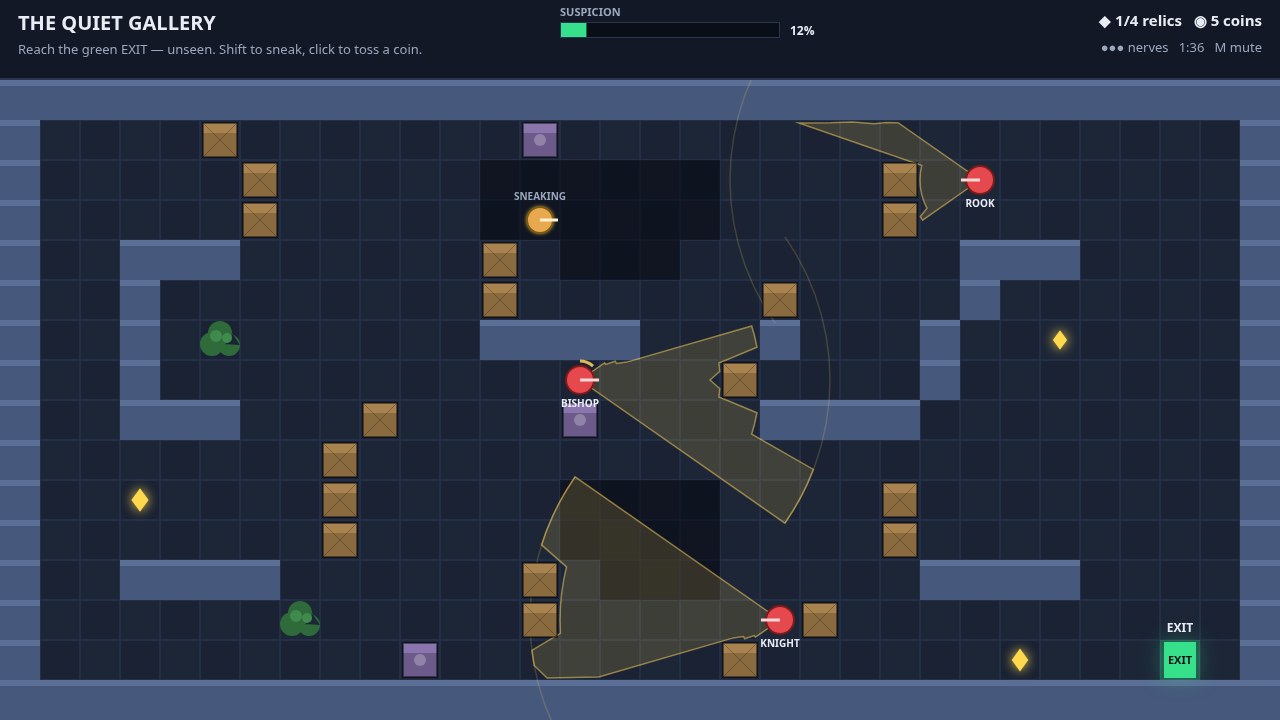 THE QUIET GALLERY
Reach the green EXIT — unseen. Shift to sneak, click to toss a coin.
SUSPICION
12%
◆ 1/4 relics ◉ 5 coins
●●● nerves 1:36 M mute
SNEAKING
ROOK
BISHOP
KNIGHT
EXIT
EXIT